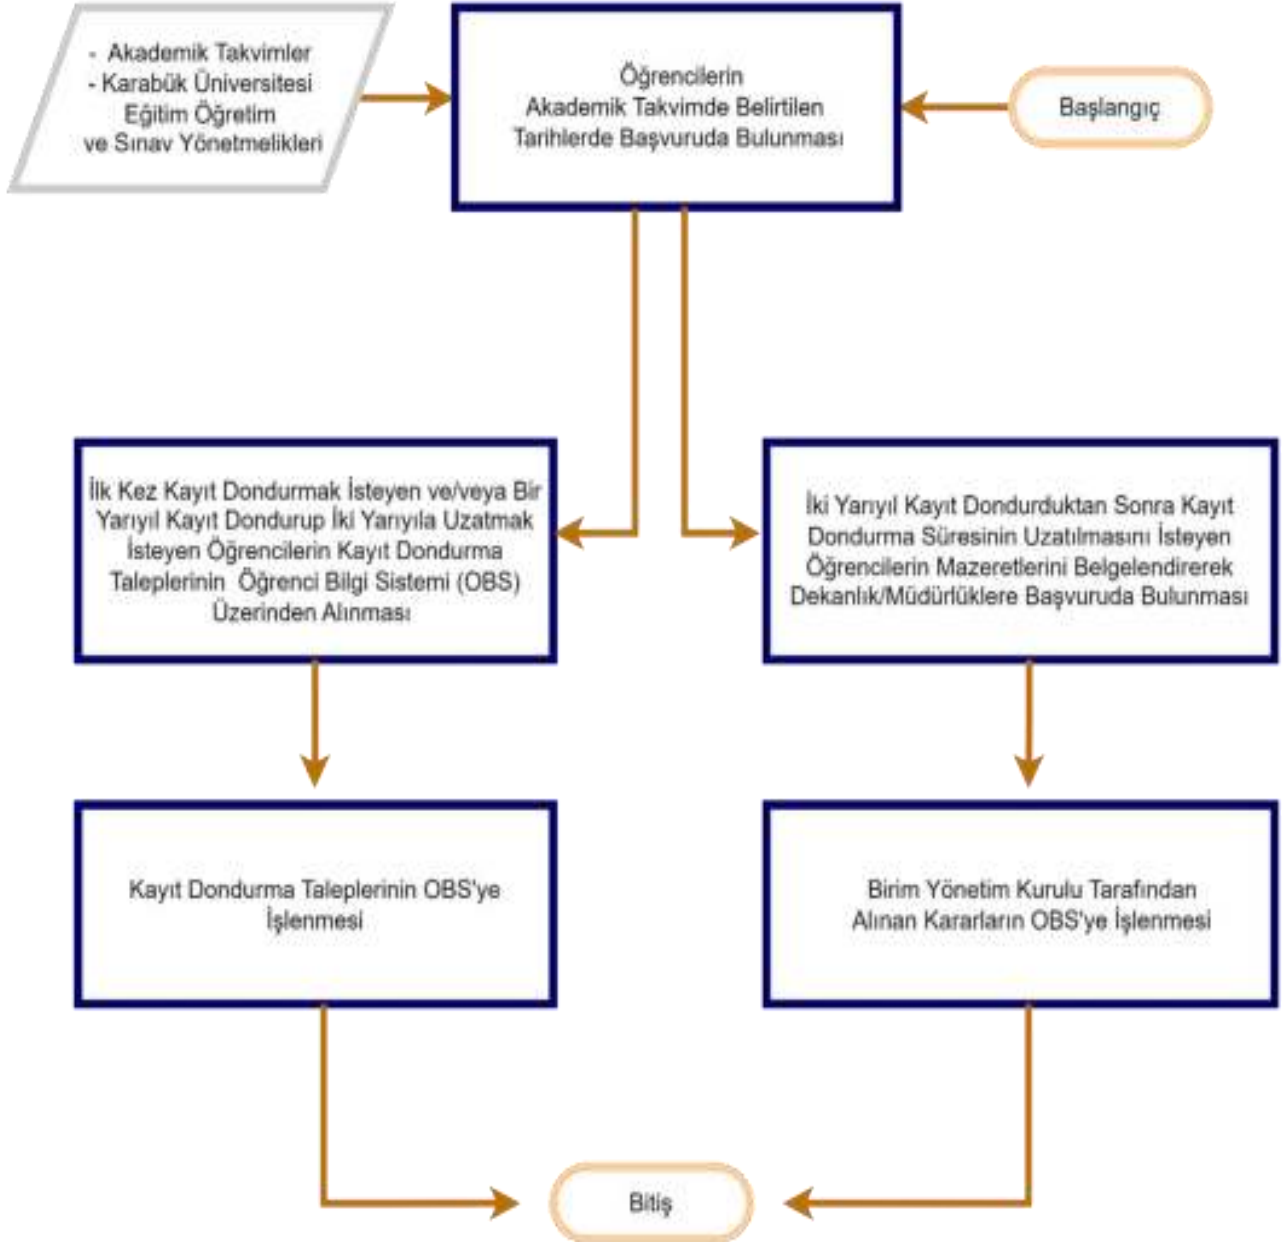 - Akademik Takvimler
- Karabük Üniversitesi
Eğitim Öğretim
ve Sınav Yönetmelikleri
Öğrencilerin
Akademik Takvimde Belirtilen
Tarihlerde Başvuruda Bulunması
Başlangıç
İlk Kez Kayıt Dondurmak İsteyen ve/veya Bir
Yarıyıl Kayıt Dondurup İki Yarıyıla Uzatmak
İsteyen Öğrencilerin Kayıt Dondurma
Taleplerinin Öğrenci Bilgi Sistemi (OBS)
Üzerinden Alınması
İki Yarıyıl Kayıt Dondurduktan Sonra Kayıt
Dondurma Süresinin Uzatılmasını İsteyen
Öğrencilerin Mazeretlerini Belgelendirerek
Dekanlık/Müdürlüklere Başvuruda Bulunması
Kayıt Dondurma Taleplerinin OBS'ye
İşlenmesi
Birim Yönetim Kurulu Tarafından
Alınan Kararların OBS'ye İşlenmesi
Bitiş